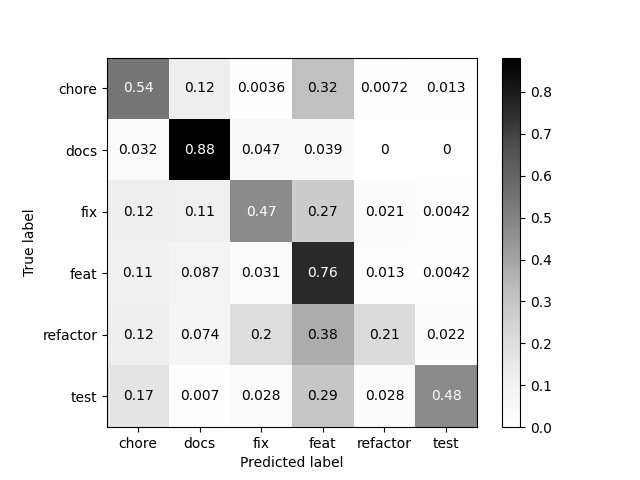 chore 0.54 0.12 0.0036 0.32 0.0072 0.013
docs 0.032 0.88 0.047 0.039 0 0
fix 0.12 0.11 0.47 0.27 0.021 0.0042
feat 0.11 0.087 0.031 0.76 0.013 0.0042
refactor 0.12 0.074 0.2 0.38 0.21 0.022
test 0.17 0.007 0.028 0.29 0.028 0.48
chore docs fix feat refactor test
Predicted label
True label
0.8
0.7
0.6
0.5
0.4
0.3
0.2
0.1
0.0